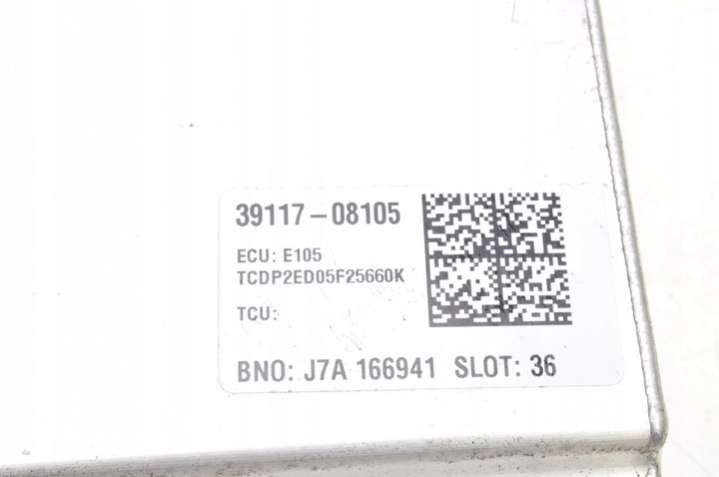 39117-08105
ECU: E105
TCDP2ED05F25660K
TCU:
BNO: J7A 166941 SLOT: 36